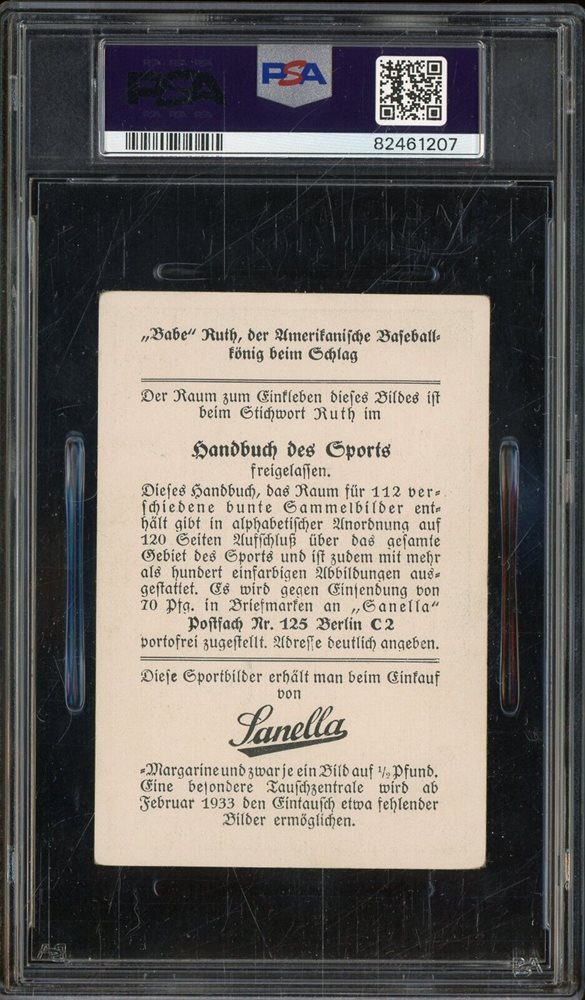 PSA
PSA
82461207
„Babe“ Ruth, der Amerikanische Baseball-
könig beim Schlag
Der Raum zum Einkleben dieses Bildes ist
beim Stichwort Ruth im
Handbuch des Sports
freigelassen.
Dieses Handbuch, das Raum für 112 ver-
schiedene bunte Sammelbilder ent-
hält gibt in alphabetischer Anordnung auf
120 Seiten Aufschluß über das gesamte
Gebiet des Sports und ist zudem mit mehr
als hundert einfarbigen Abbildungen aus-
gestattet. Es wird gegen Einsendung von
70 Pfg. in Briefmarken an „Sanella“
Postfach Nr. 125 Berlin C 2
portofrei zugestellt. Adresse deutlich angeben.
Diese Sportbilder erhält man beim Einkauf
von
Sanella
-Margarine und zwar je ein Bild auf ½ Pfund.
Eine besondere Tauschzentrale wird ab
Februar 1933 den Eintausch etwa fehlender
Bilder ermöglichen.